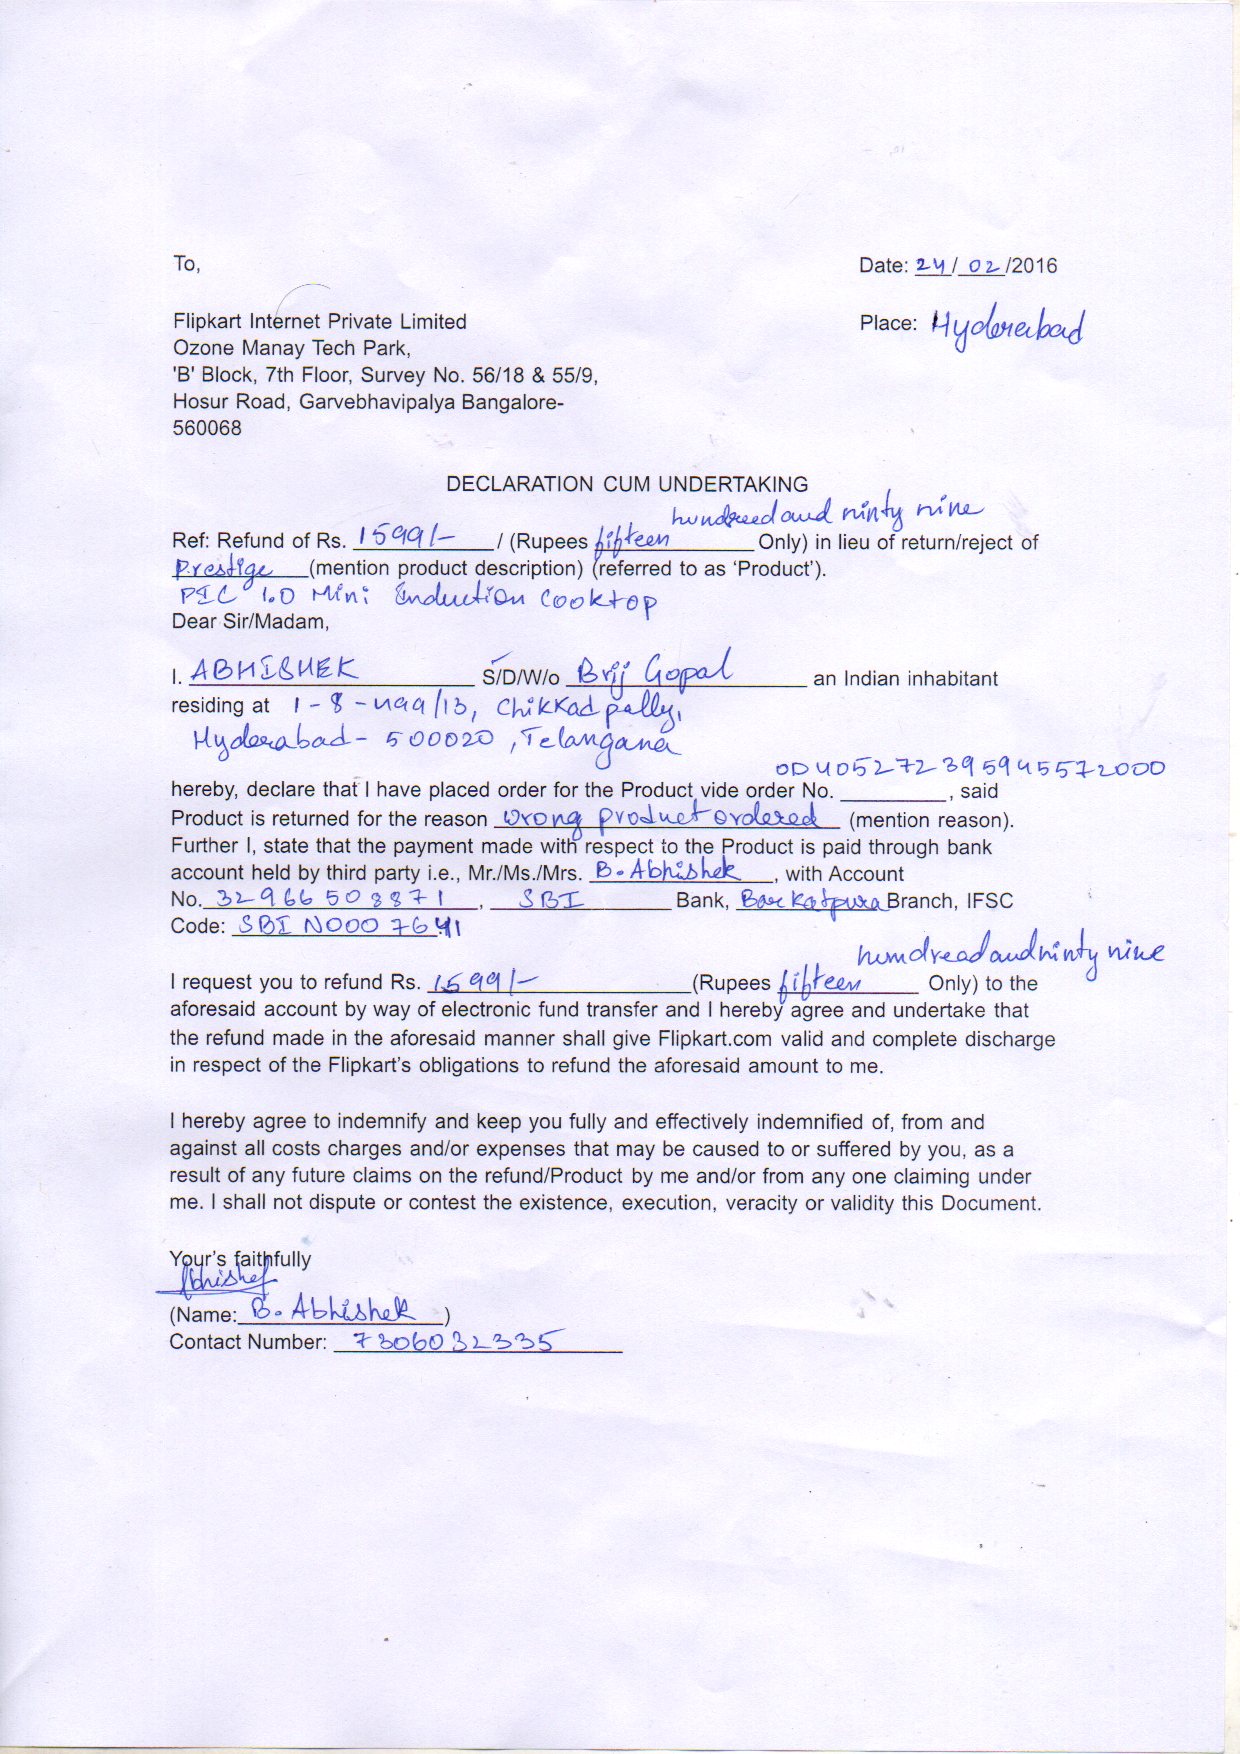 To,
Date: 24/ 02/2016
Flipkart Internet Private Limited
Place: Hyderabad
Ozone Manay Tech Park,
'B' Block, 7th Floor, Survey No. 56/18 & 55/9,
Hosur Road, Garvebhavipalya Bangalore-
560068
DECLARATION CUM UNDERTAKING
hundreed and ninty nine
Ref: Refund of Rs. 1599/- / (Rupees fifteen Only) in lieu of return/reject of
Prestige (mention product description) (referred to as ‘Product’).
PIC 1.0 Mini Induction Cooktop
Dear Sir/Madam,
I. ABHISHEK S/D/W/o Brij Gopal an Indian inhabitant
residing at 1-8-499/13, Chikkadpally,
Hyderabad - 500020, Telangana
OD405272395945572000
hereby, declare that I have placed order for the Product vide order No. , said
Product is returned for the reason wrong product ordered (mention reason).
Further I, state that the payment made with respect to the Product is paid through bank
account held by third party i.e., Mr./Ms./Mrs. B. Abhishek, with Account
No. 32966508871, SBI Bank, Barkatpura Branch, IFSC
Code: SBIN0007641
hundread and ninty nine
I request you to refund Rs. 1599/- (Rupees fifteen Only) to the
aforesaid account by way of electronic fund transfer and I hereby agree and undertake that
the refund made in the aforesaid manner shall give Flipkart.com valid and complete discharge
in respect of the Flipkart’s obligations to refund the aforesaid amount to me.
I hereby agree to indemnify and keep you fully and effectively indemnified of, from and
against all costs charges and/or expenses that may be caused to or suffered by you, as a
result of any future claims on the refund/Product by me and/or from any one claiming under
me. I shall not dispute or contest the existence, execution, veracity or validity this Document.
Your’s faithfully
Abhishek
(Name: B. Abhishek)
Contact Number: 7306032335